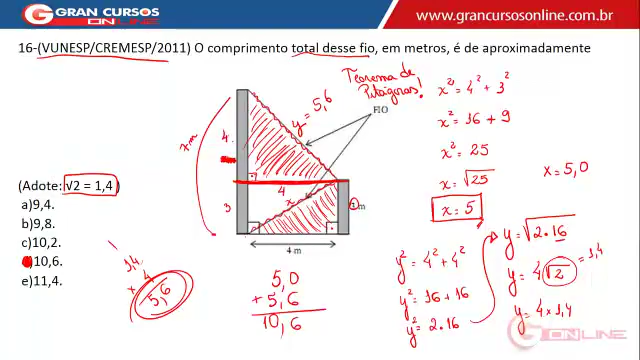 GRAN CURSOS
ONLINE
www.grancursosonline.com.br
16-(VUNESP/CREMESP/2011) O comprimento total desse fio, em metros, é de aproximadamente
Teorema de
Pitágoras!
y = 5,6
FIO
4
3
4
x
m
4 m
(Adote: √2 = 1,4 )
a)9,4.
b)9,8.
c)10,2.
10,6.
e)11,4.
1,4
× 4
5,6
5,0
+ 5,6
10,6
x² = 4² + 3²
x² = 16 + 9
x² = 25
x = √25
x = 5
x = 5,0
y² = 4² + 4²
y² = 16 + 16
y² = 2.16
y = √2.16
y = 4√2 = 1,4
y = 4 × 1,4
GRAN CURSOS
ONLINE